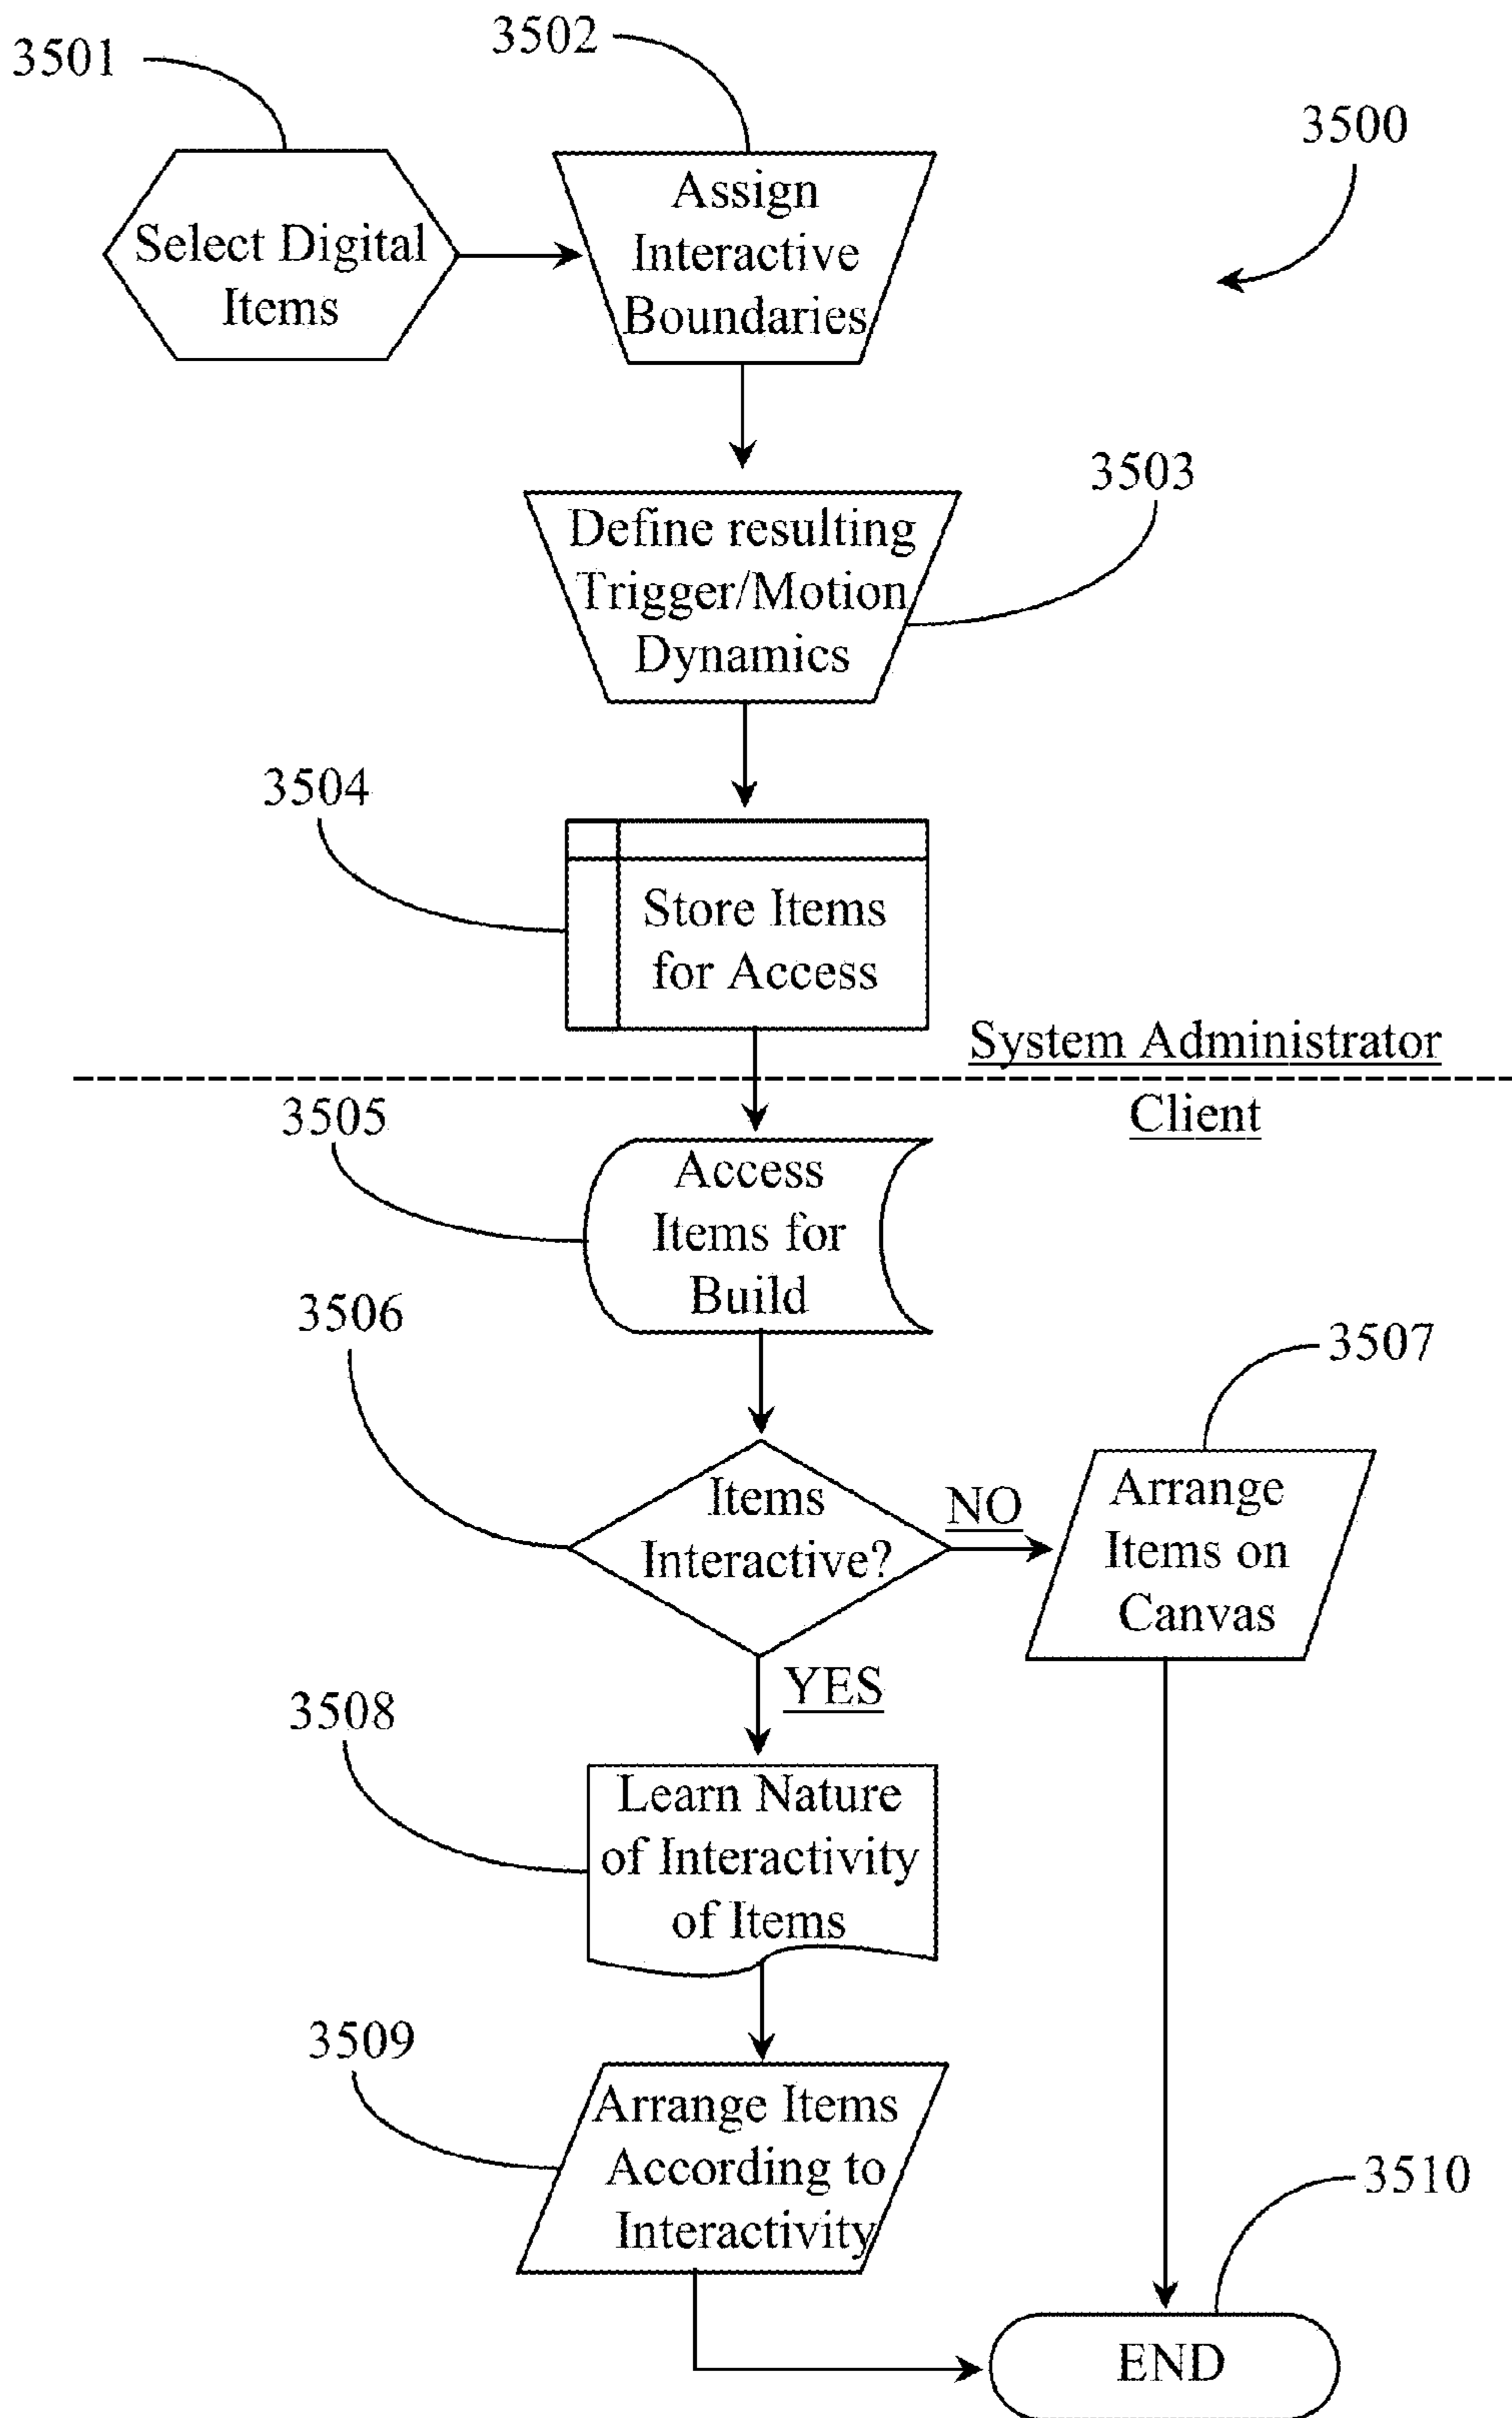 3501
3502
3500
Select Digital
Items
Assign
Interactive
Boundaries
3503
Define resulting
Trigger/Motion
Dynamics
3504
Store Items
for Access
System Administrator
Client
3505
Access
Items for
Build
3506
3507
Items
Interactive?
NO
Arrange
Items on
Canvas
YES
3508
Learn Nature
of Interactivity
of Items
3509
Arrange Items
According to
Interactivity
3510
END